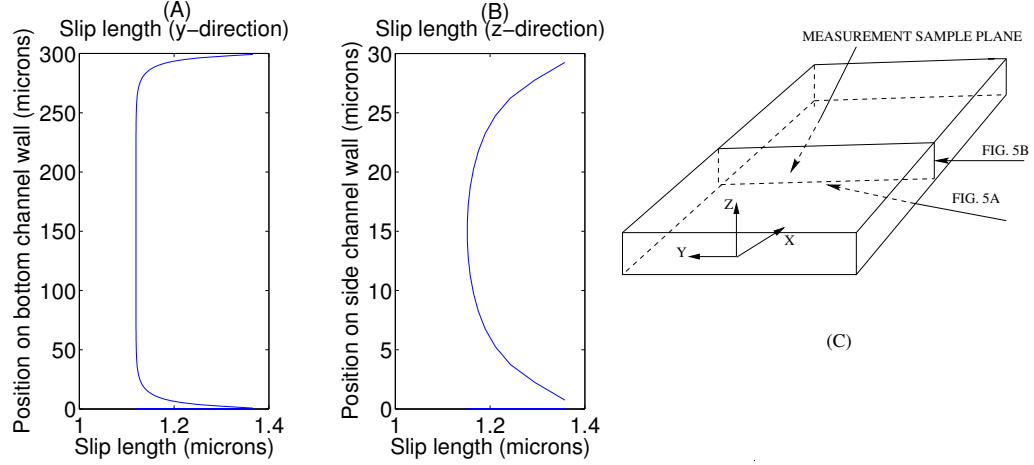 (A)
Slip length (y−direction)
300
250
200
150
100
50
0
1
1.2
1.4
Slip length (microns)
Position on bottom channel wall (microns)
(B)
Slip length (z−direction)
30
25
20
15
10
5
0
1
1.2
1.4
Slip length (microns)
Position on side channel wall (microns)
MEASUREMENT SAMPLE PLANE
FIG. 5B
FIG. 5A
Z
X
Y
(C)